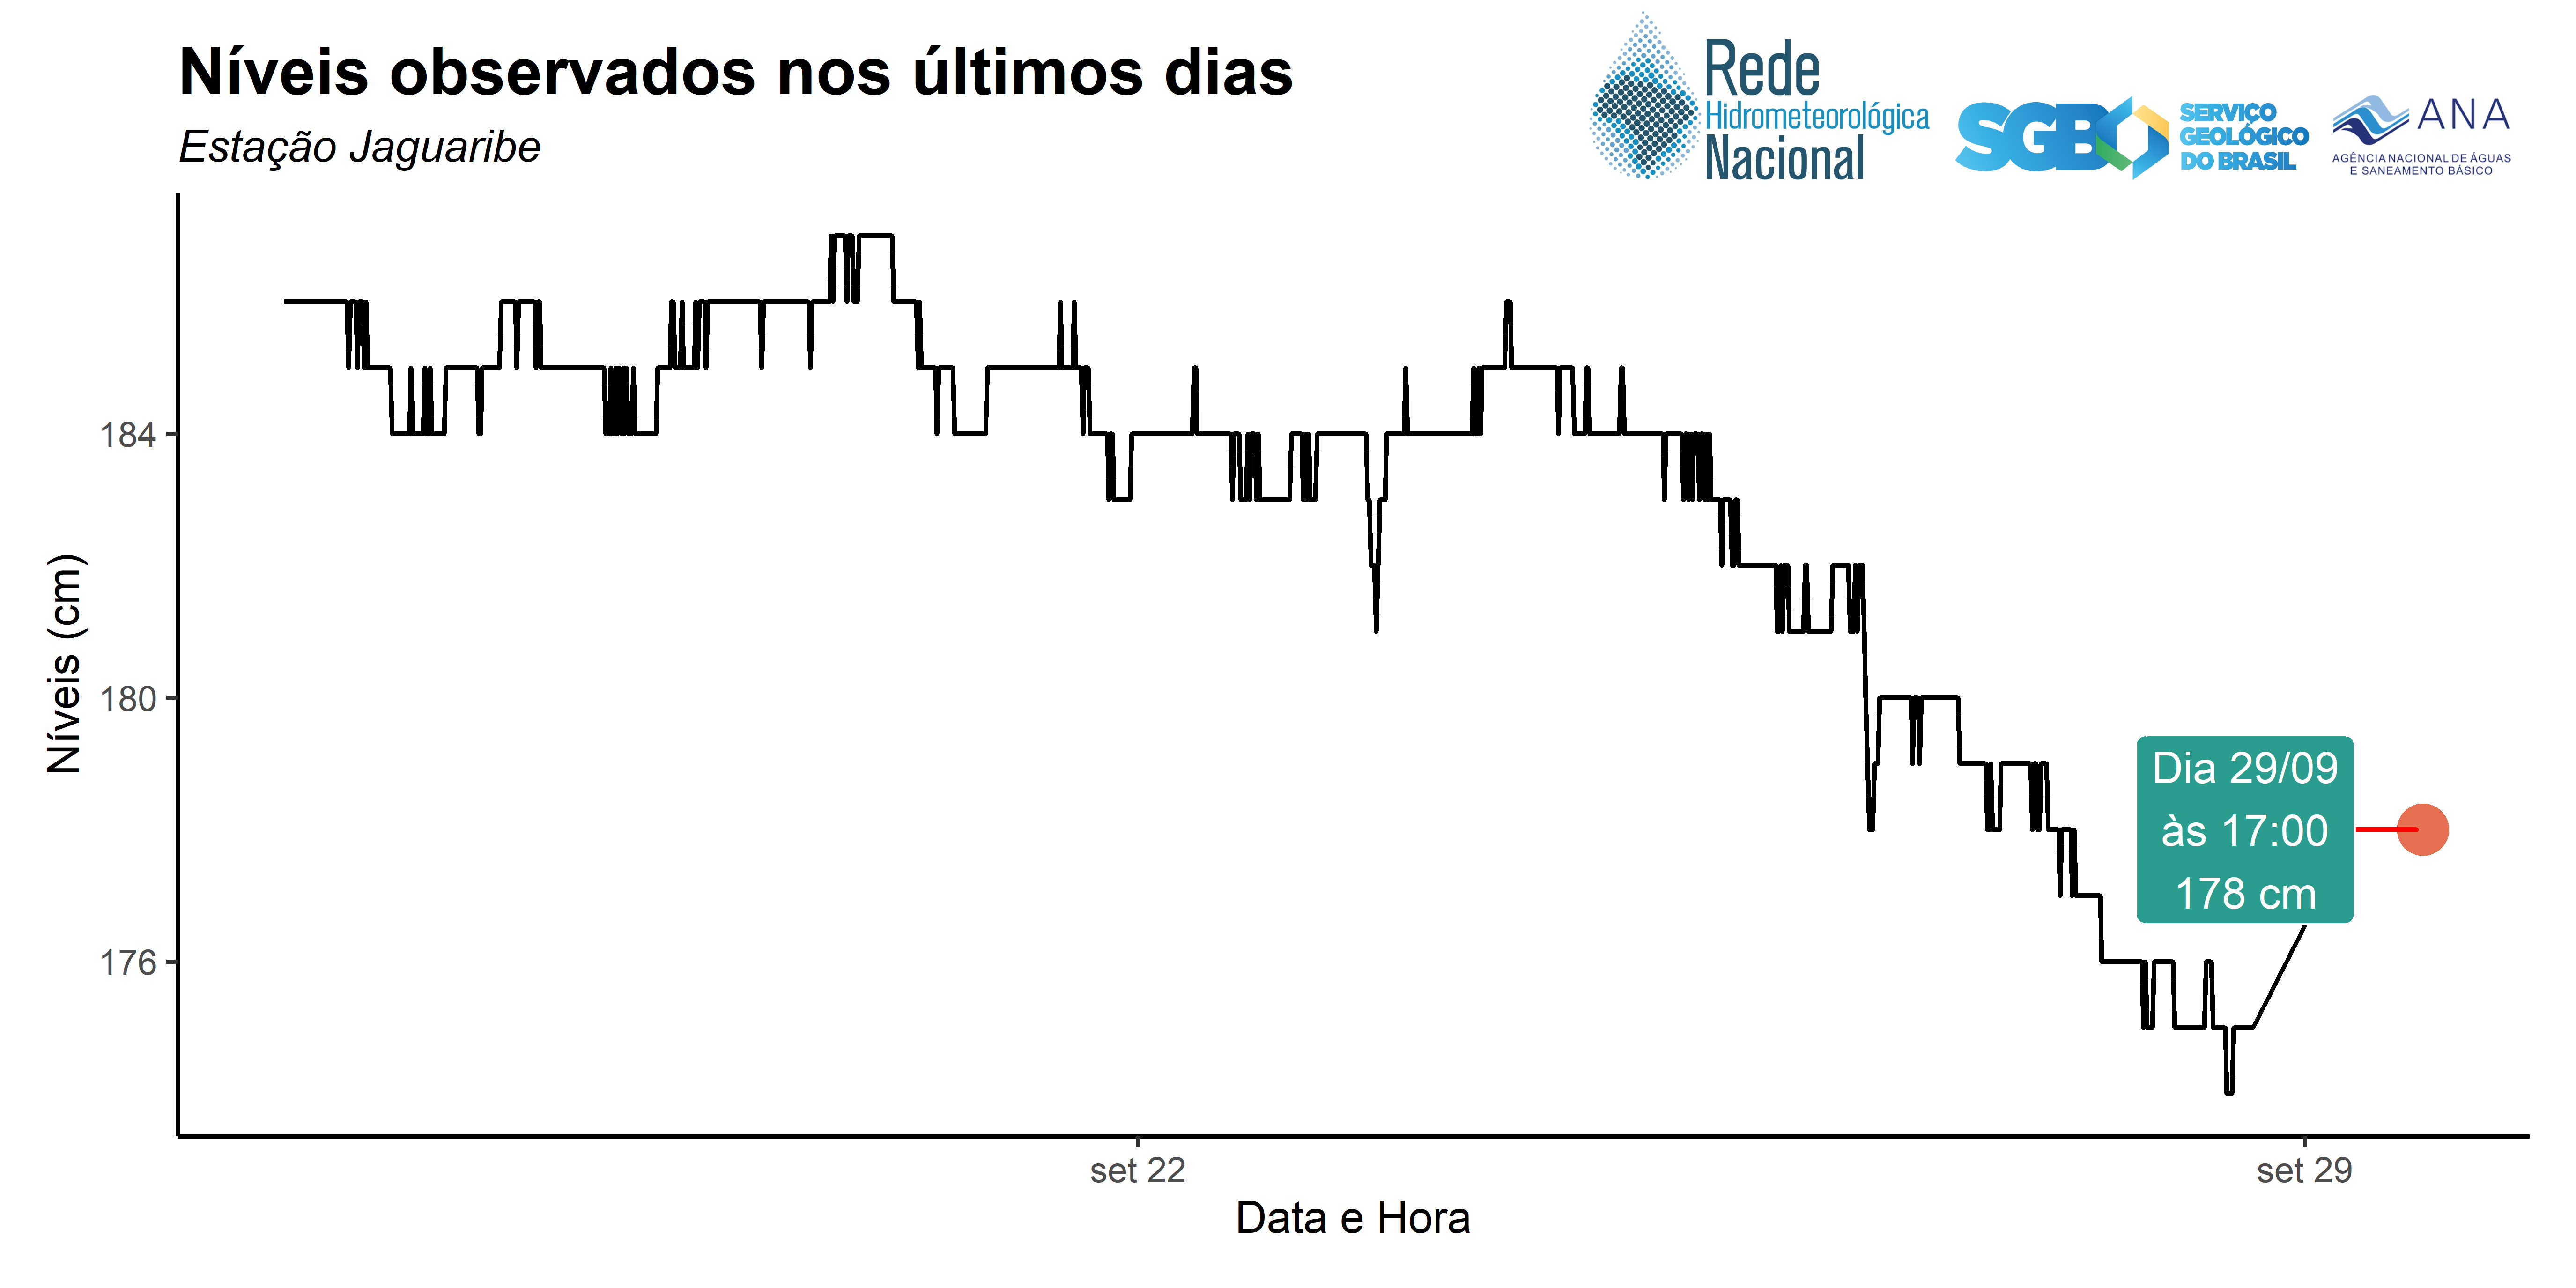 Níveis observados nos últimos dias
Estação Jaguaribe
Rede
Hidrometeorológica
Nacional
SGB
SERVIÇO
GEOLÓGICO
DO BRASIL
ANA
AGÊNCIA NACIONAL DE ÁGUAS
E SANEAMENTO BÁSICO
Níveis (cm)
184
180
176
Dia 29/09
às 17:00
178 cm
set 22
set 29
Data e Hora